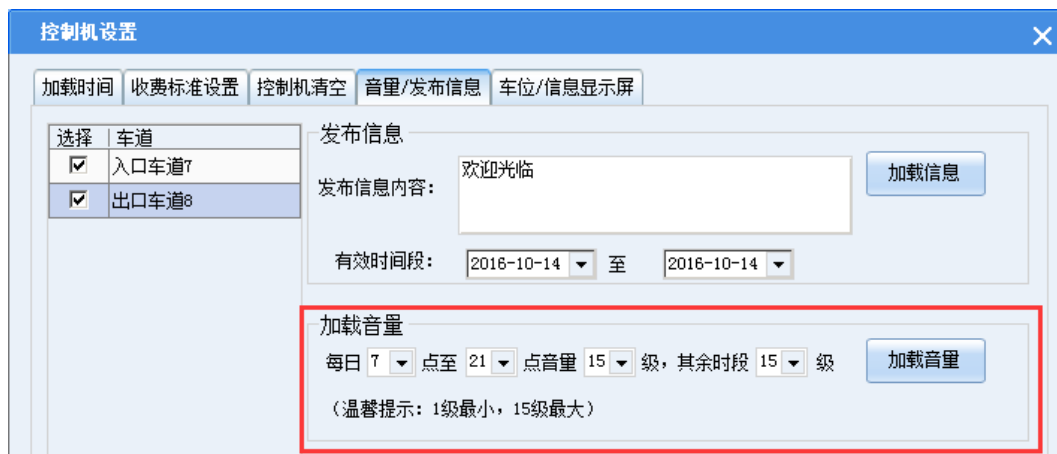 控制机设置
加载时间 收费标准设置 控制机清空 音量/发布信息 车位/信息显示屏
选择 车道
入口车道7
出口车道8
发布信息
发布信息内容：
欢迎光临
加载信息
有效时间段： 2016-10-14 至 2016-10-14
加载音量
每日 7 点至 21 点音量 15 级，其余时段 15 级
加载音量
（温馨提示：1级最小，15级最大）